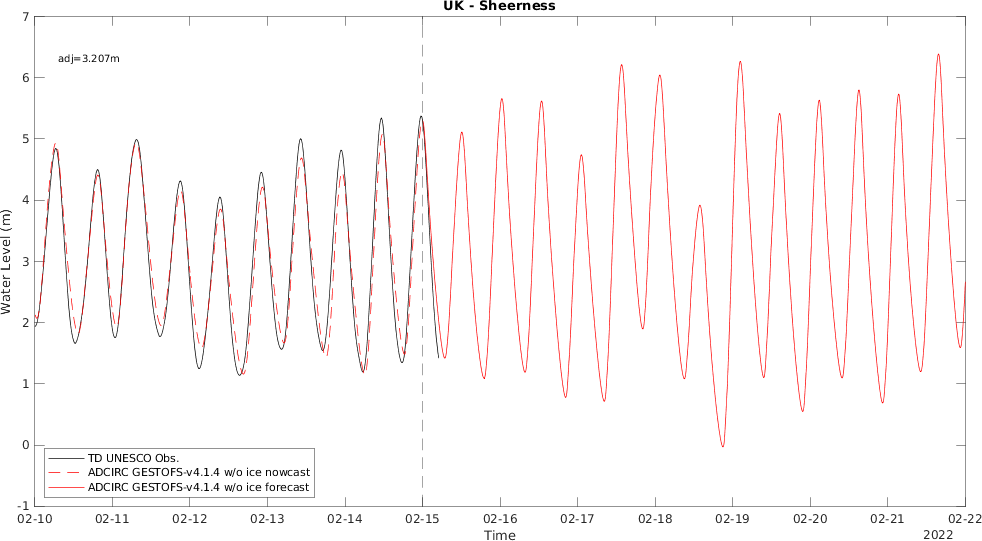 UK - Sheerness
adj=3.207m
Water Level (m)
7
6
5
4
3
2
1
0
-1
TD UNESCO Obs.
ADCIRC GESTOFS-v4.1.4 w/o ice nowcast
ADCIRC GESTOFS-v4.1.4 w/o ice forecast
02-10 02-11 02-12 02-13 02-14 02-15 02-16 02-17 02-18 02-19 02-20 02-21 02-22
Time
2022